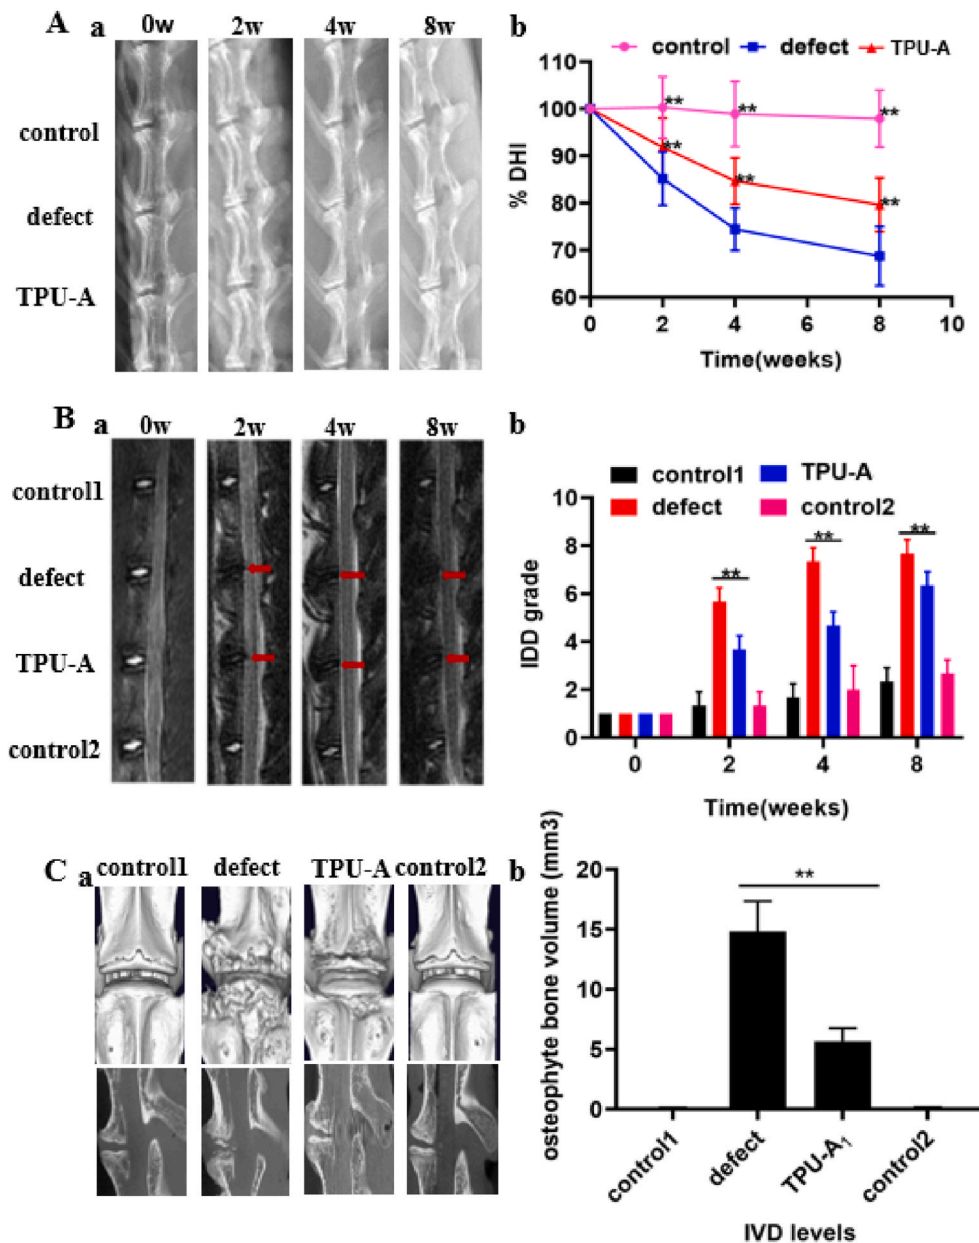 A
a
0w
2w
4w
8w
control
defect
TPU-A
b
control
defect
TPU-A
110
100
90
80
70
60
% DHI
**
**
**
**
**
**
0
2
4
6
8
10
Time(weeks)
B
a
0w
2w
4w
8w
control1
defect
TPU-A
control2
b
control1
TPU-A
defect
control2
10
8
6
4
2
0
IDD grade
**
**
**
0
2
4
8
Time(weeks)
C
a
control1
defect
TPU-A
control2
b
osteophyte bone volume (mm3)
20
15
10
5
0
**
control1
defect
TPU-A1
control2
IVD levels